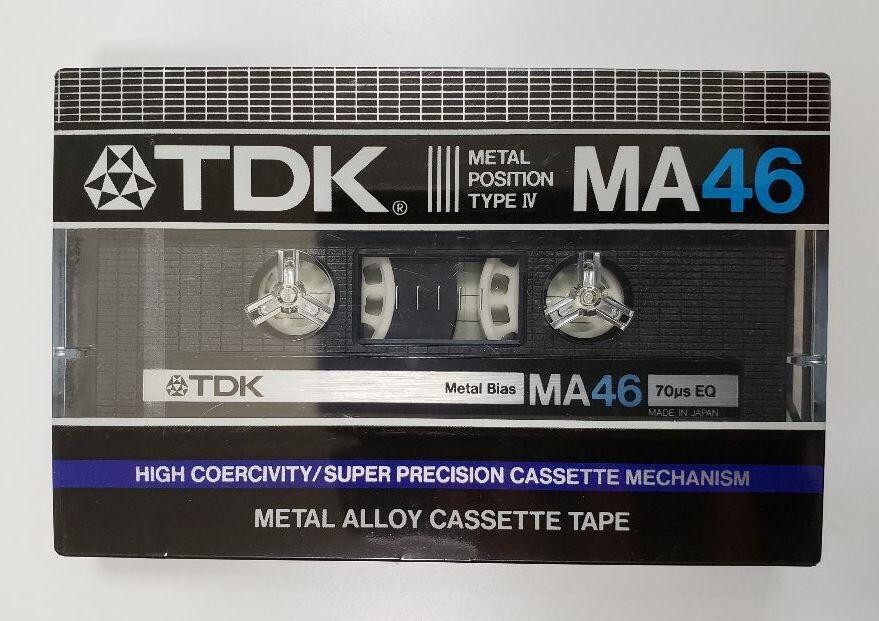 TDK® METAL POSITION TYPE IV MA46
TDK Metal Bias MA46 70µs EQ
MADE IN JAPAN
HIGH COERCIVITY/SUPER PRECISION CASSETTE MECHANISM
METAL ALLOY CASSETTE TAPE